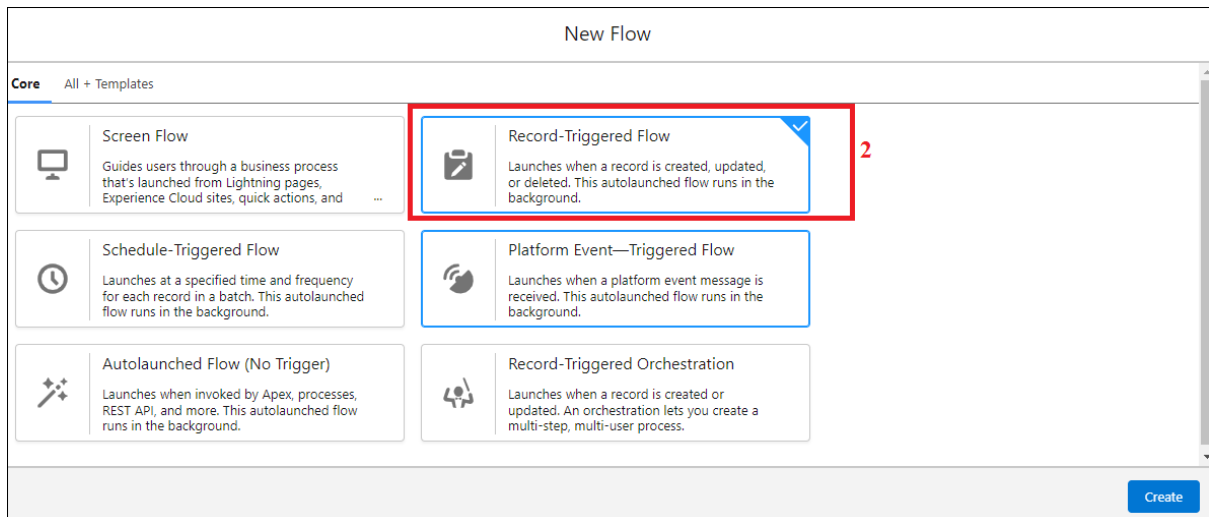 New Flow
Core All + Templates
Screen Flow
Guides users through a business process
that's launched from Lightning pages,
Experience Cloud sites, quick actions, and ...
Record-Triggered Flow
Launches when a record is created, updated,
or deleted. This autolaunched flow runs in the
background.
2
Schedule-Triggered Flow
Launches at a specified time and frequency
for each record in a batch. This autolaunched
flow runs in the background.
Platform Event—Triggered Flow
Launches when a platform event message is
received. This autolaunched flow runs in the
background.
Autolaunched Flow (No Trigger)
Launches when invoked by Apex, processes,
REST API, and more. This autolaunched flow
runs in the background.
Record-Triggered Orchestration
Launches when a record is created or
updated. An orchestration lets you create a
multi-step, multi-user process.
Create